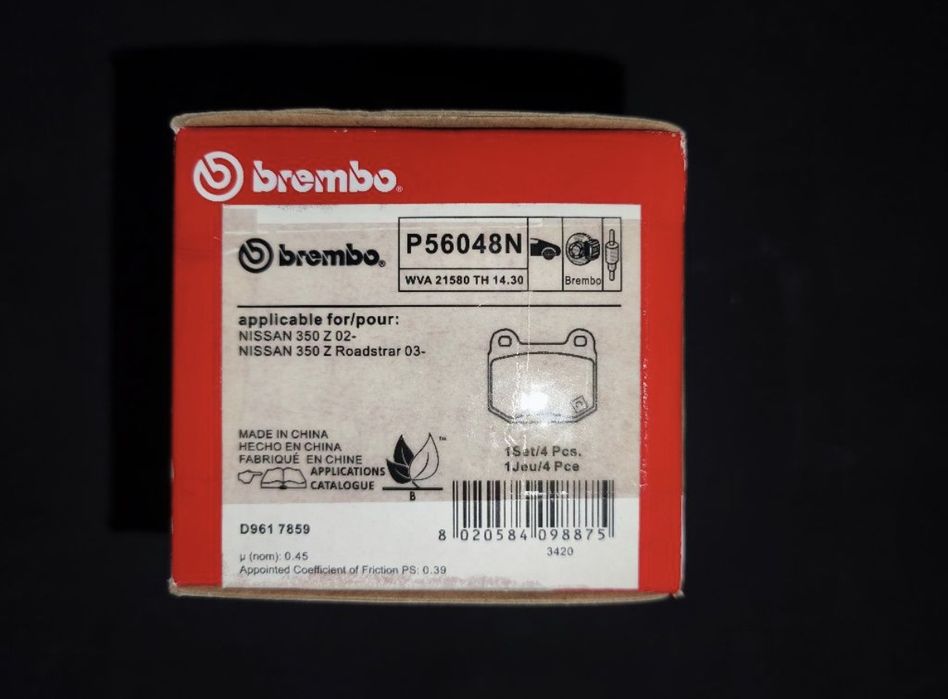 brembo®
brembo®
P56048N
WVA 21580 TH 14.30
Brembo
applicable for/pour:
NISSAN 350 Z 02-
NISSAN 350 Z Roadstrar 03-
MADE IN CHINA
HECHO EN CHINA
FABRIQUÉ EN CHINE
APPLICATIONS
CATALOGUE
™
B
1Set/4 Pcs.
1Jeu/4 Pce
8 020584 098875
3420
D961 7859
μ (nom): 0.45
Appointed Coefficient of Friction PS: 0.39